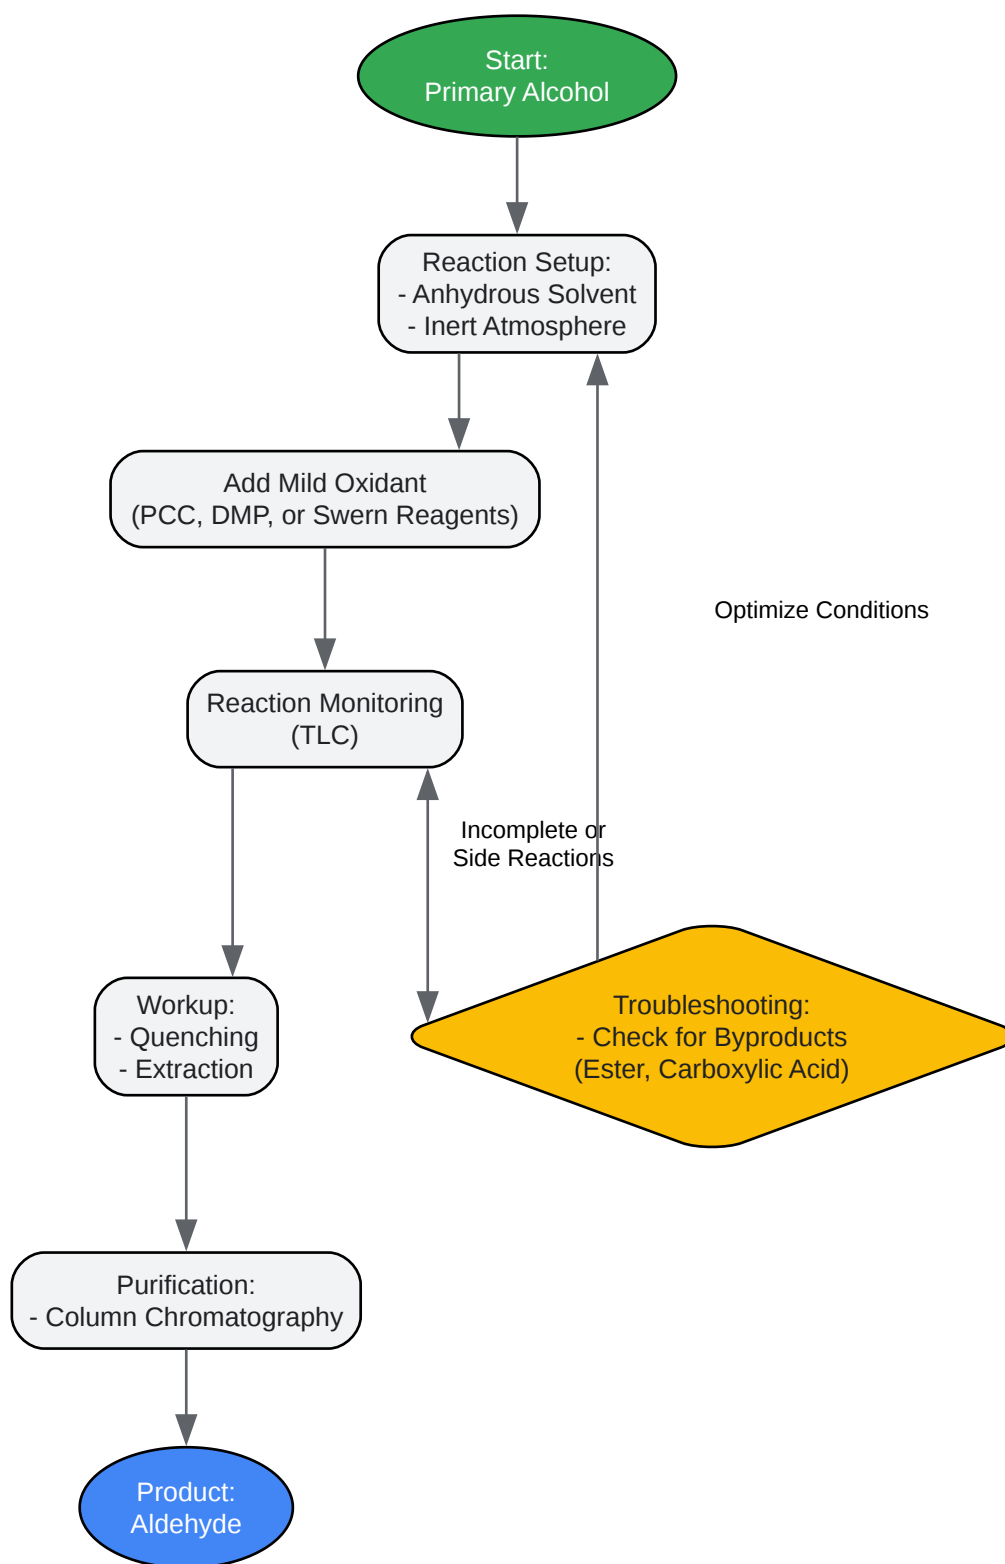 Start:
Primary Alcohol
Reaction Setup:
- Anhydrous Solvent
- Inert Atmosphere
Add Mild Oxidant
(PCC, DMP, or Swern Reagents)
Optimize Conditions
Reaction Monitoring
(TLC)
Incomplete or
Side Reactions
Workup:
- Quenching
- Extraction
Troubleshooting:
- Check for Byproducts
(Ester, Carboxylic Acid)
Purification:
- Column Chromatography
Product:
Aldehyde